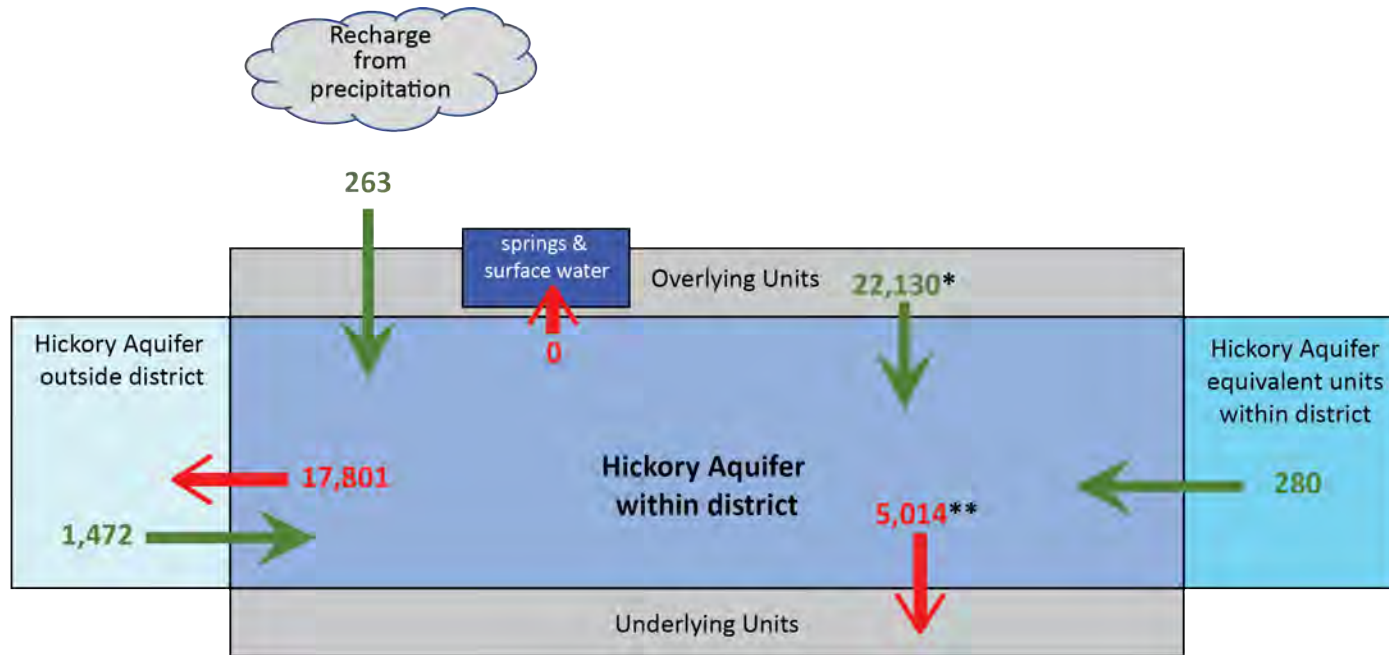 Recharge
from
precipitation
263
springs &
surface water
Overlying Units
22,130*
0
Hickory Aquifer
outside district
Hickory Aquifer
equivalent units
within district
17,801
Hickory Aquifer
within district
280
1,472
5,014**
Underlying Units